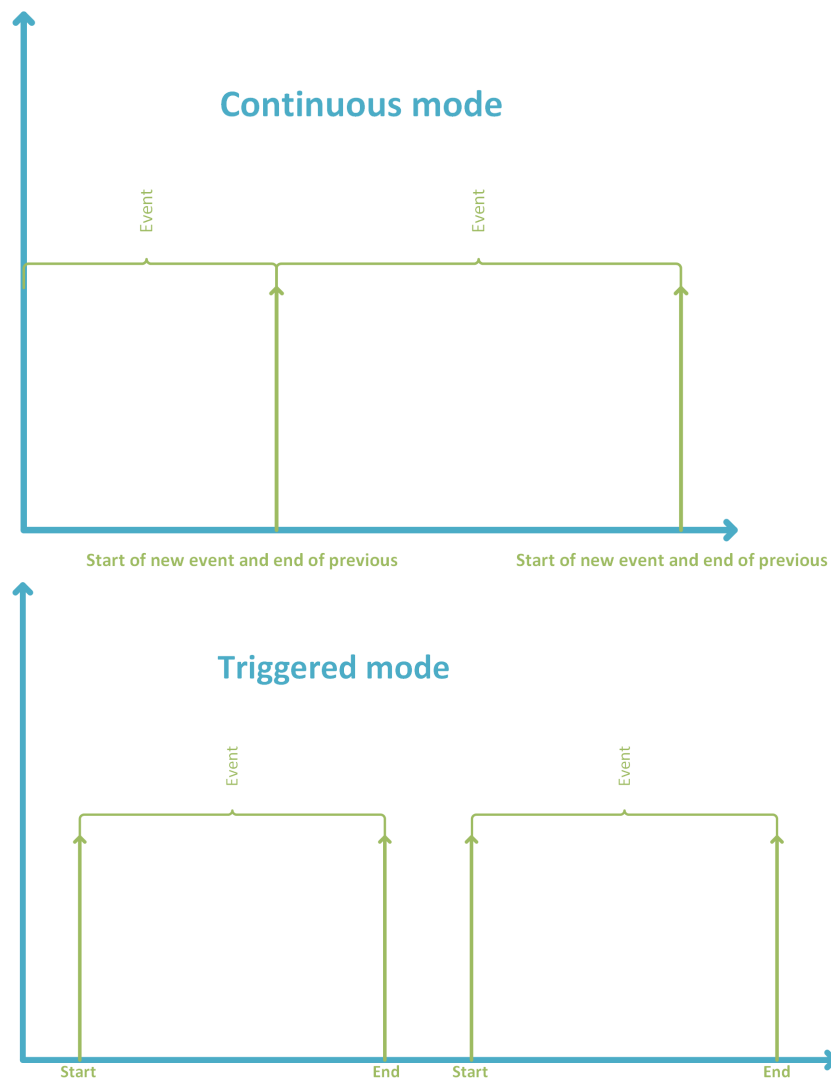 Continuous mode
Event
Event
Start of new event and end of previous
Start of new event and end of previous
Triggered mode
Event
Event
Start
End
Start
End